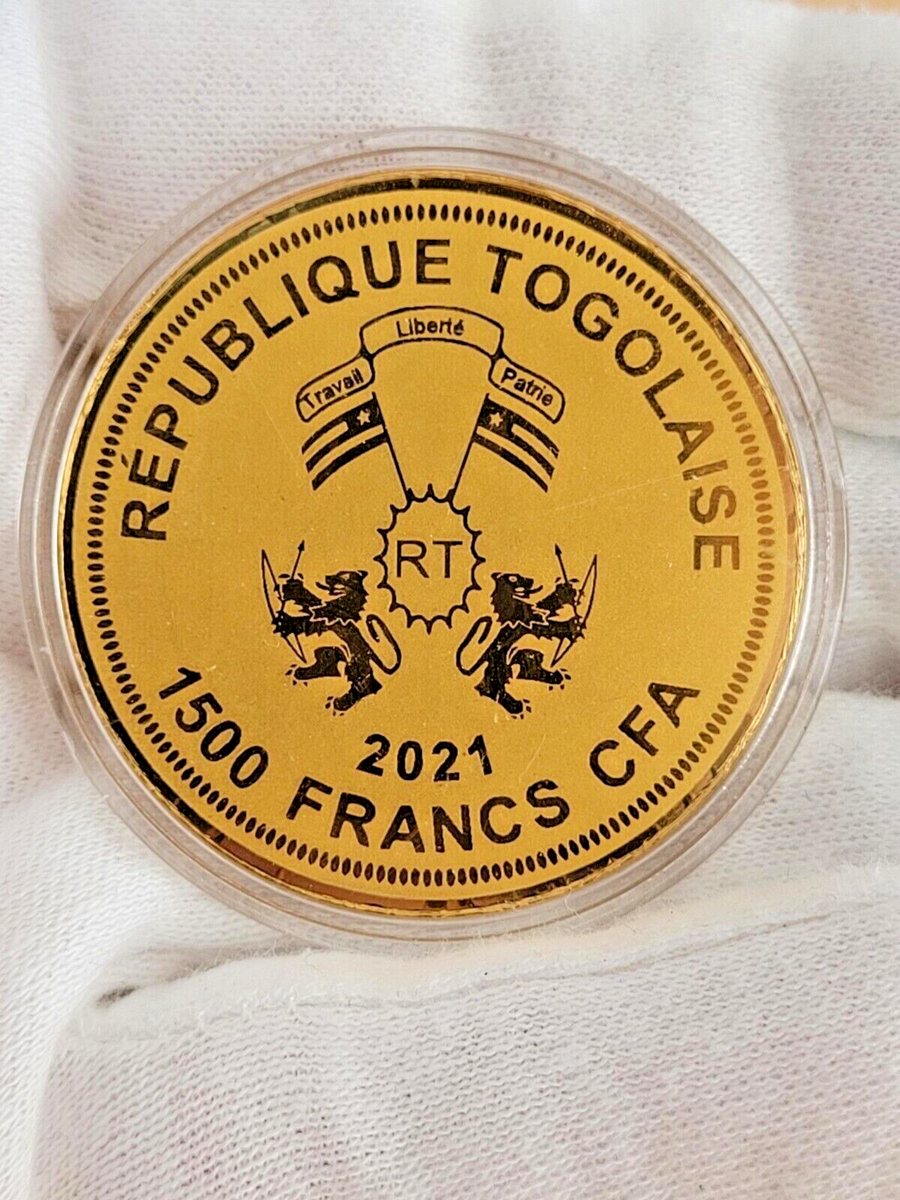 RÉPUBLIQUE TOGOLAISE
Travail Liberté Patrie
RT
2021
1500 FRANCS CFA